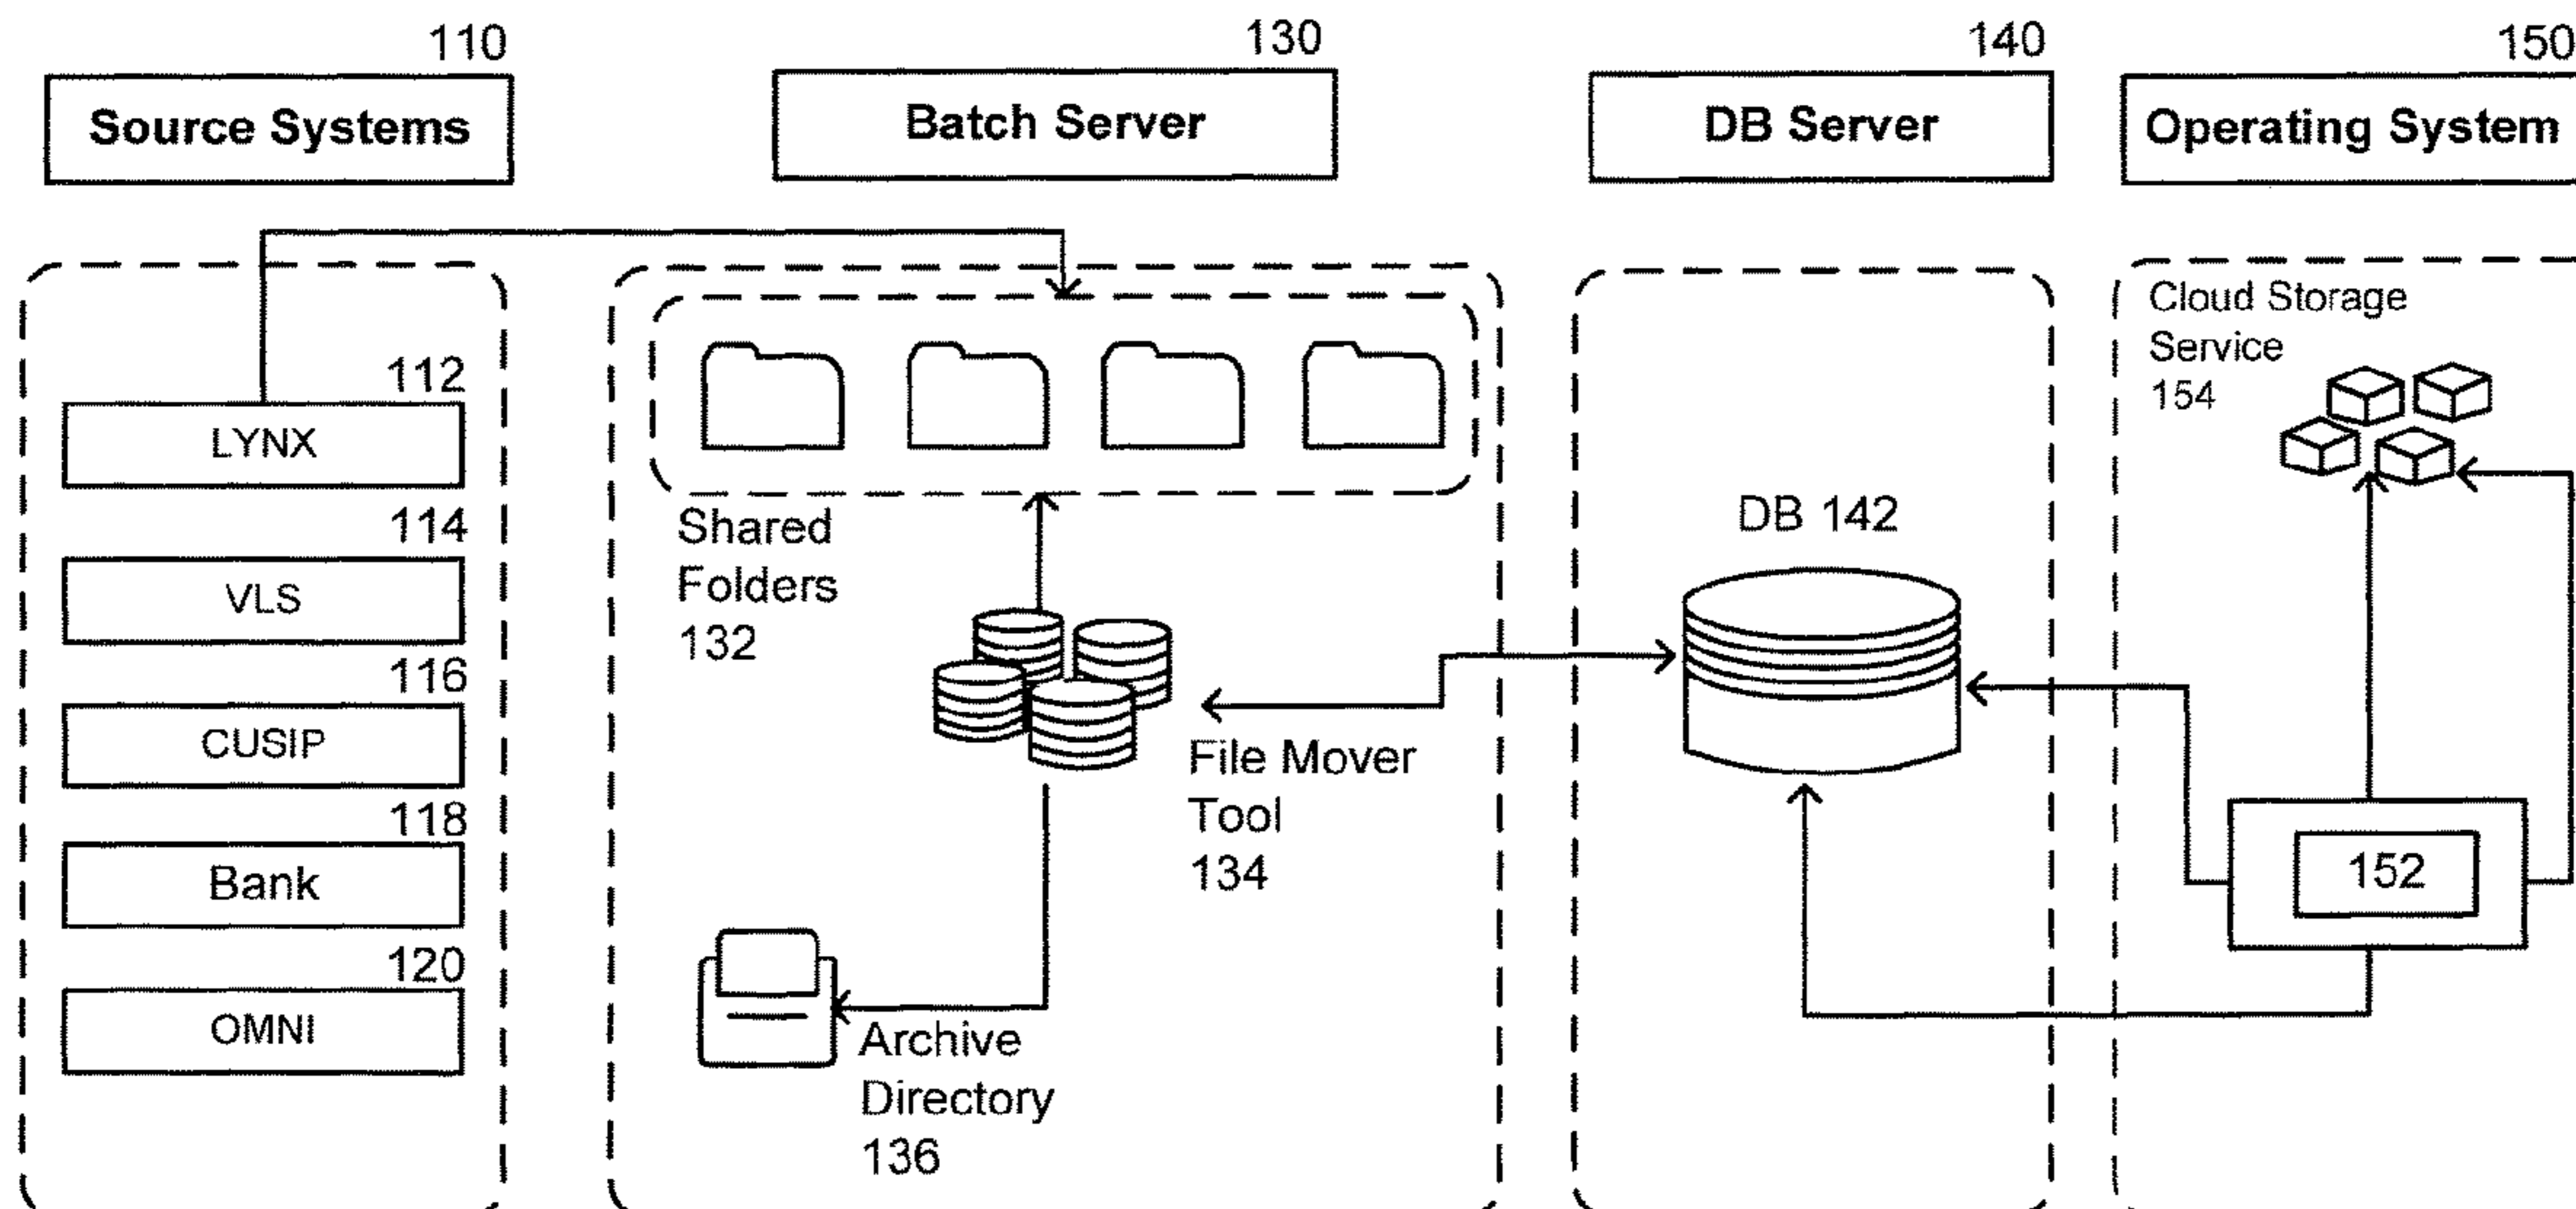 110
Source Systems
130
Batch Server
140
DB Server
150
Operating System
112
LYNX
114
VLS
116
CUSIP
118
Bank
120
OMNI
Shared
Folders
132
File Mover
Tool
134
Archive
Directory
136
DB 142
Cloud Storage
Service
154
152